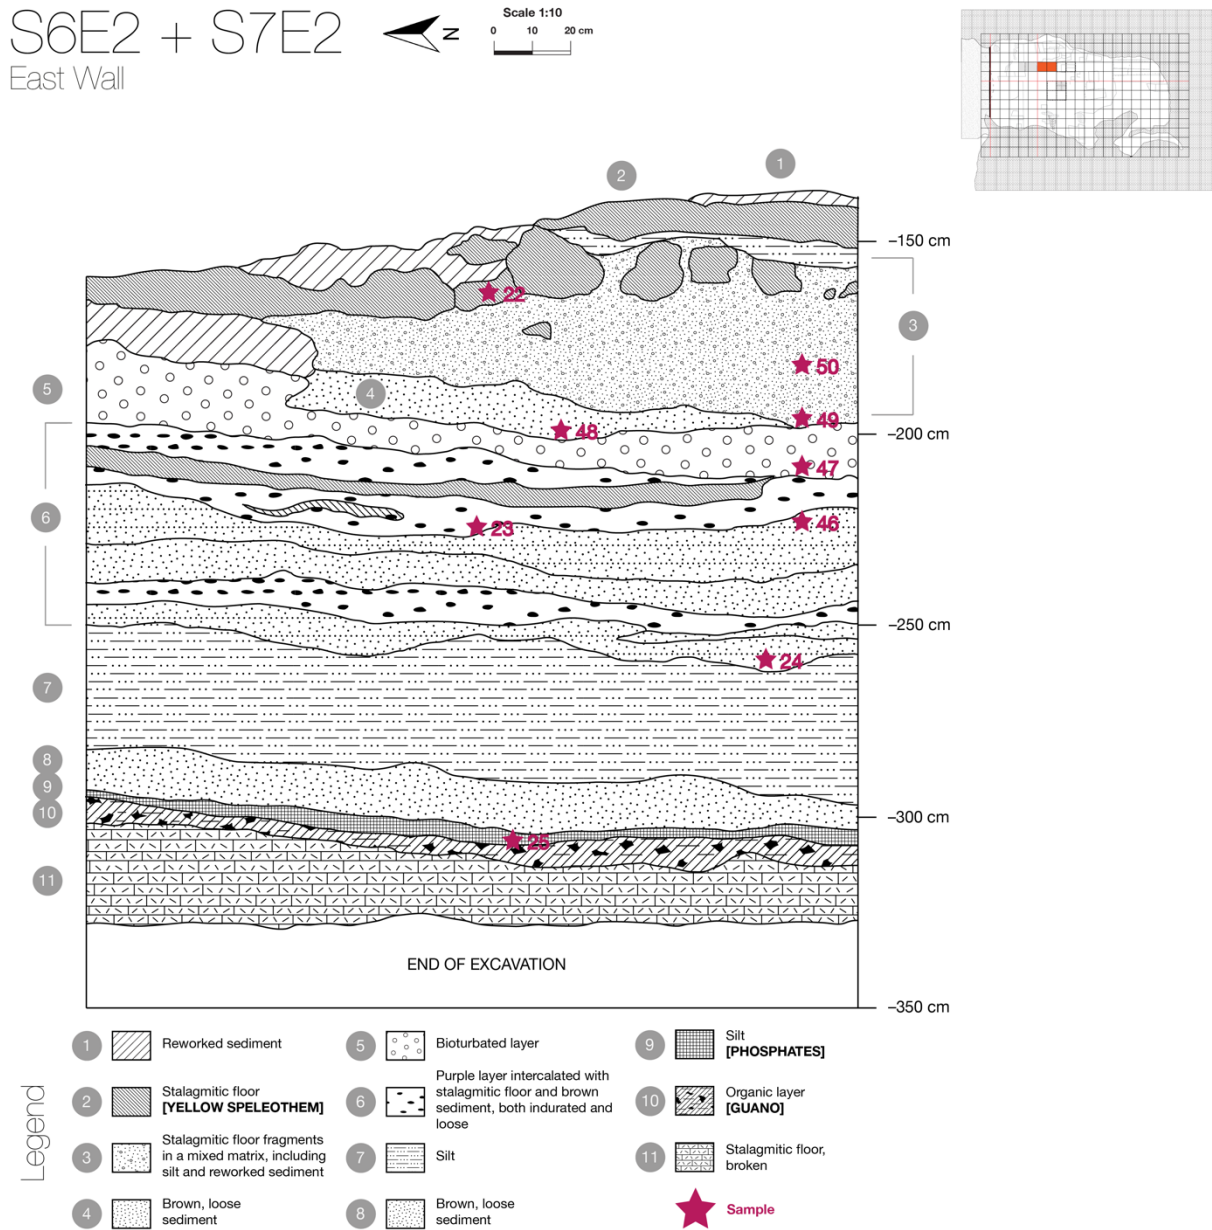 S6E2 + S7E2
East Wall
N
Scale 1:10
0 10 20 cm
1
2
–150 cm
22
3
50
5
4
49
48
–200 cm
47
6
23
46
–250 cm
24
7
8
9
10
–300 cm
25
11
END OF EXCAVATION
–350 cm
Legend
1 Reworked sediment
2 Stalagmitic floor
[YELLOW SPELEOTHEM]
3 Stalagmitic floor fragments
in a mixed matrix, including
silt and reworked sediment
4 Brown, loose
sediment
5 Bioturbated layer
6 Purple layer intercalated with
stalagmitic floor and brown
sediment, both indurated and
loose
7 Silt
8 Brown, loose
sediment
9 Silt
[PHOSPHATES]
10 Organic layer
[GUANO]
11 Stalagmitic floor,
broken
Sample